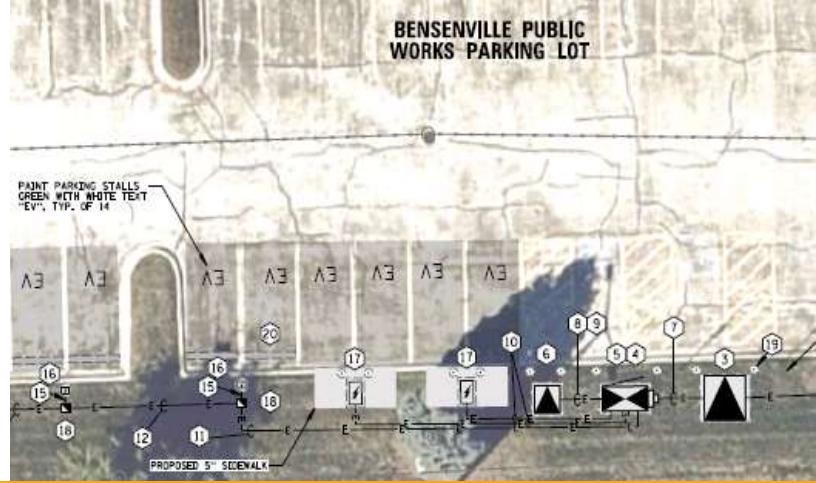 BENSENVILLE PUBLIC
WORKS PARKING LOT
PAINT PARKING STALLS
GREEN WITH WHITE TEXT
"EV", TYP. OF 14
EV EV EV EV EV EV EV EV
20
10 8 9 7
16 16 17 17 6 5 4 3 19
15 15
18 18
12 11
E E E E E E E E E E E E
PROPOSED 5" SIDEWALK